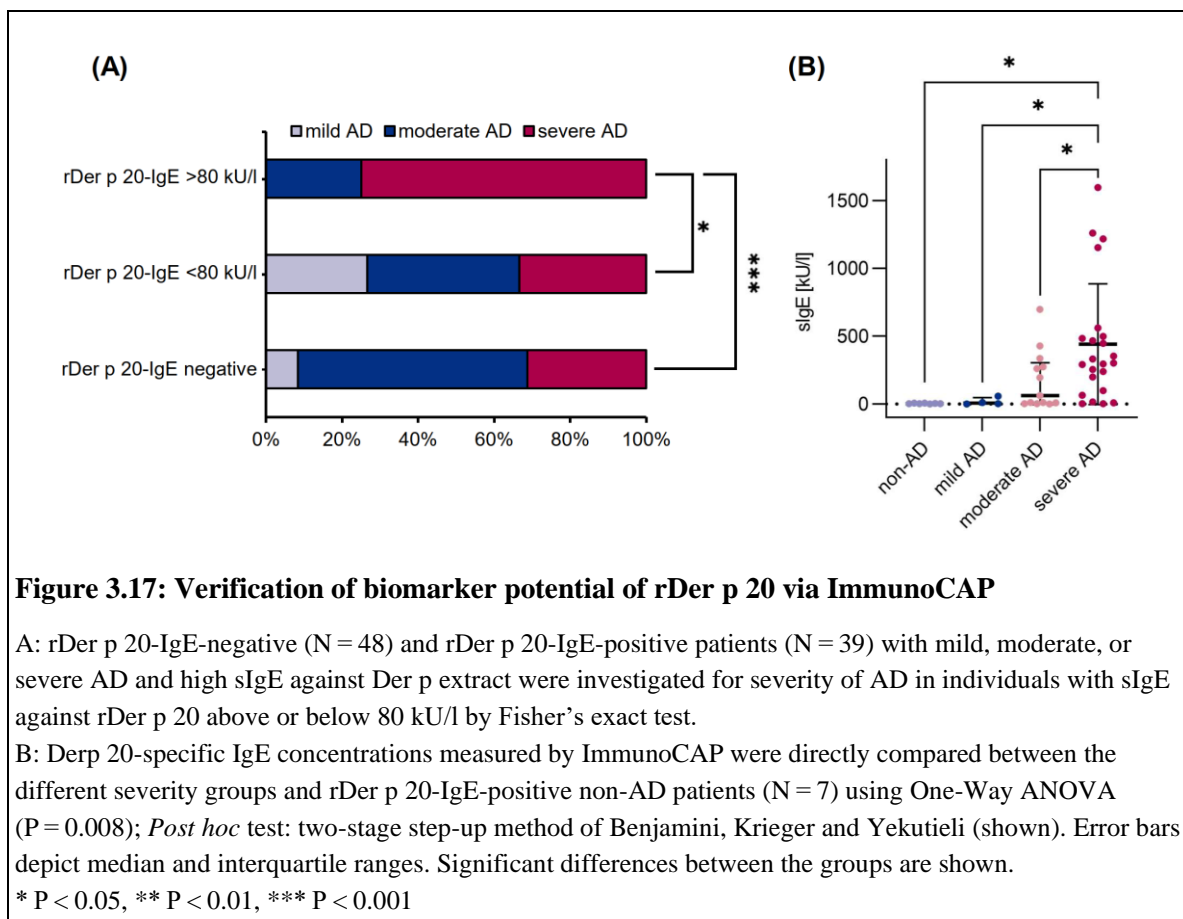 (A)
mild AD moderate AD severe AD
rDer p 20-IgE >80 kU/l
rDer p 20-IgE <80 kU/l
rDer p 20-IgE negative
*
***
0% 20% 40% 60% 80% 100%
(B)
*
*
*
sIgE [kU/l]
1500
1000
500
0
non-AD
mild AD
moderate AD
severe AD
Figure 3.17: Verification of biomarker potential of rDer p 20 via ImmunoCAP
A: rDer p 20-IgE-negative (N = 48) and rDer p 20-IgE-positive patients (N = 39) with mild, moderate, or
severe AD and high sIgE against Der p extract were investigated for severity of AD in individuals with sIgE
against rDer p 20 above or below 80 kU/l by Fisher’s exact test.
B: Derp 20-specific IgE concentrations measured by ImmunoCAP were directly compared between the
different severity groups and rDer p 20-IgE-positive non-AD patients (N = 7) using One-Way ANOVA
(P = 0.008); Post hoc test: two-stage step-up method of Benjamini, Krieger and Yekutieli (shown). Error bars
depict median and interquartile ranges. Significant differences between the groups are shown.
* P < 0.05, ** P < 0.01, *** P < 0.001